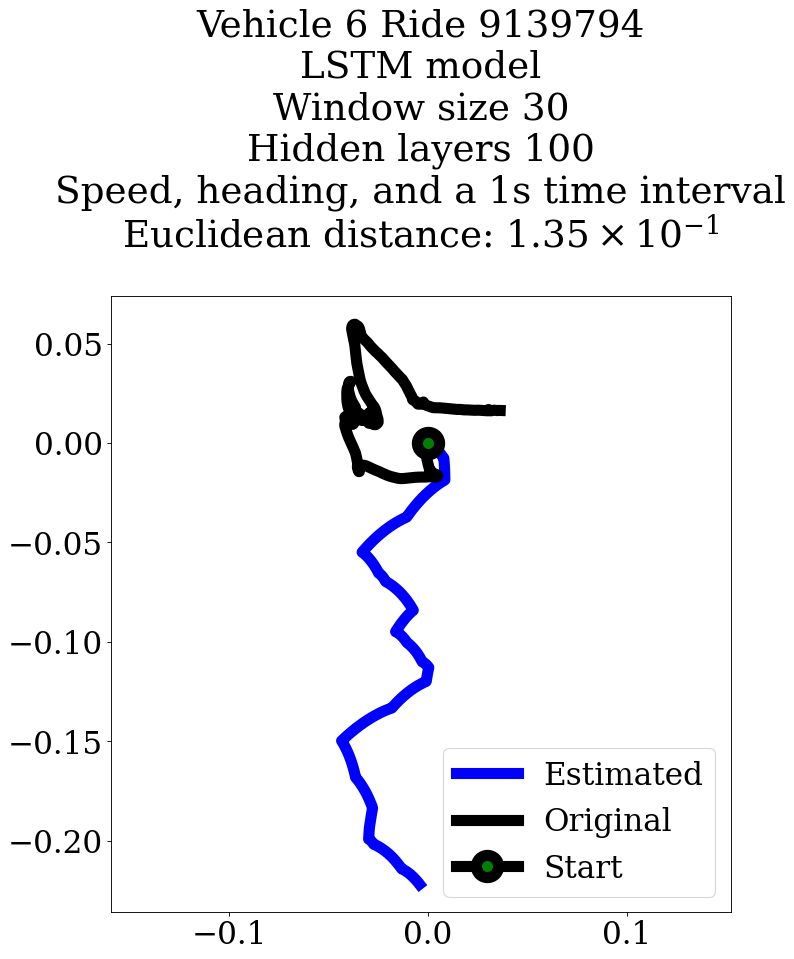 Vehicle 6 Ride 9139794
LSTM model
Window size 30
Hidden layers 100
Speed, heading, and a 1s time interval
Euclidean distance: 1.35 × 10⁻¹
0.05
0.00
−0.05
−0.10
−0.15
−0.20
−0.1
0.0
0.1
Estimated
Original
Start